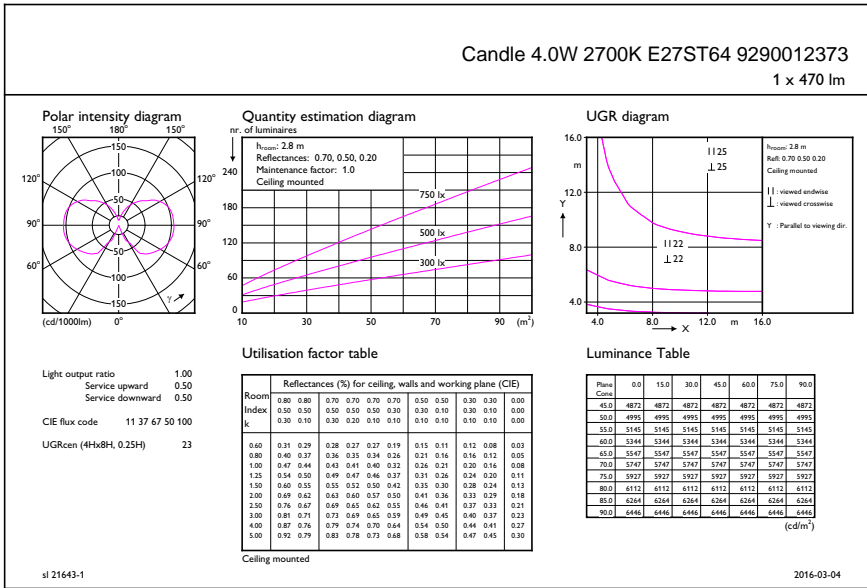 Candle 4.0W 2700K E27ST64 9290012373
1 x 470 lm
Polar intensity diagram
150° 180° 150°
120° 120°
90° 90°
60° 60°
0°
150
100
50
50
100
150
γ
(cd/1000lm)
Quantity estimation diagram
nr. of luminaires
hroom: 2.8 m
Reflectances: 0.70, 0.50, 0.20
Maintenance factor: 1.0
Ceiling mounted
240
180
120
60
0
750 lx
500 lx
300 lx
10 30 50 70 90 (m²)
UGR diagram
16.0
m
12.0
Y
8.0
4.0
4.0 8.0 12.0 m 16.0
X
II 25
⊥ 25
II 22
⊥ 22
hroom: 2.8 m
Refl: 0.70 0.50 0.20
Ceiling mounted
II : viewed endwise
⊥ : viewed crosswise
Y : Parallel to viewing dir.
Light output ratio 1.00
Service upward 0.50
Service downward 0.50
CIE flux code 11 37 67 50 100
UGRcen (4Hx8H, 0.25H) 23
Utilisation factor table
Reflectances (%) for ceiling, walls and working plane (CIE)
Room 0.80 0.80 0.70 0.70 0.70 0.70 0.50 0.50 0.30 0.30 0.00
Index 0.50 0.50 0.50 0.50 0.50 0.30 0.30 0.10 0.30 0.10 0.00
k 0.30 0.10 0.30 0.20 0.10 0.10 0.10 0.10 0.10 0.10 0.00
0.60 0.31 0.29 0.28 0.27 0.27 0.19 0.15 0.11 0.12 0.08 0.03
0.80 0.40 0.37 0.36 0.35 0.34 0.26 0.21 0.16 0.16 0.12 0.05
1.00 0.47 0.44 0.43 0.41 0.40 0.32 0.26 0.21 0.20 0.16 0.08
1.25 0.54 0.50 0.49 0.47 0.46 0.37 0.31 0.26 0.24 0.20 0.11
1.50 0.60 0.55 0.55 0.52 0.50 0.42 0.35 0.30 0.28 0.24 0.13
2.00 0.69 0.62 0.63 0.60 0.57 0.50 0.41 0.36 0.33 0.29 0.18
2.50 0.76 0.67 0.69 0.65 0.62 0.55 0.46 0.41 0.37 0.33 0.21
3.00 0.81 0.71 0.73 0.69 0.65 0.59 0.49 0.45 0.40 0.37 0.23
4.00 0.87 0.76 0.79 0.74 0.70 0.64 0.54 0.50 0.44 0.41 0.27
5.00 0.92 0.79 0.83 0.78 0.73 0.68 0.58 0.54 0.47 0.45 0.30
Ceiling mounted
Luminance Table
Plane 0.0 15.0 30.0 45.0 60.0 75.0 90.0
Cone
45.0 4872 4872 4872 4872 4872 4872 4872
50.0 4995 4995 4995 4995 4995 4995 4995
55.0 5145 5145 5145 5145 5145 5145 5145
60.0 5344 5344 5344 5344 5344 5344 5344
65.0 5547 5547 5547 5547 5547 5547 5547
70.0 5747 5747 5747 5747 5747 5747 5747
75.0 5927 5927 5927 5927 5927 5927 5927
80.0 6112 6112 6112 6112 6112 6112 6112
85.0 6264 6264 6264 6264 6264 6264 6264
90.0 6446 6446 6446 6446 6446 6446 6446
(cd/m²)
sl 21643-1
2016-03-04